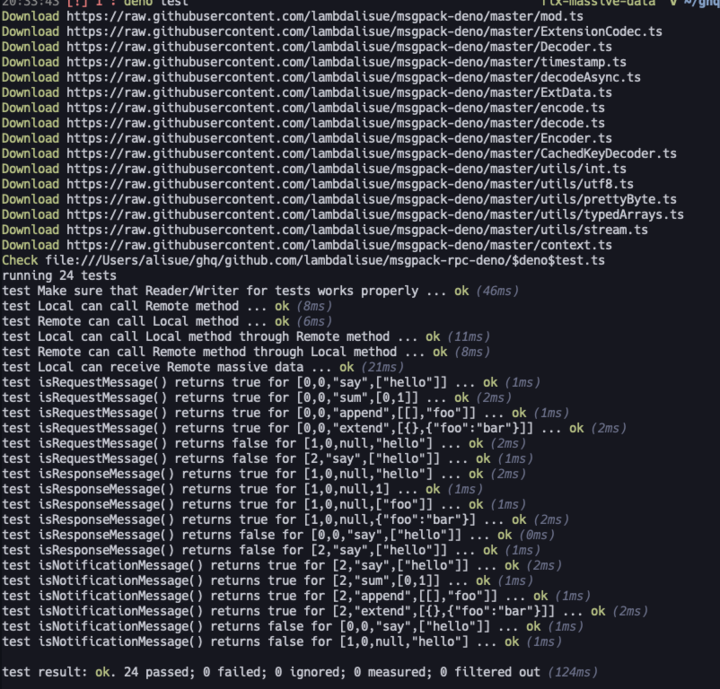 20:33:43 [!] 1 : deno test fix-massive-data V ~/ghq
Download https://raw.githubusercontent.com/lambdalisue/msgpack-deno/master/mod.ts
Download https://raw.githubusercontent.com/lambdalisue/msgpack-deno/master/ExtensionCodec.ts
Download https://raw.githubusercontent.com/lambdalisue/msgpack-deno/master/Decoder.ts
Download https://raw.githubusercontent.com/lambdalisue/msgpack-deno/master/timestamp.ts
Download https://raw.githubusercontent.com/lambdalisue/msgpack-deno/master/decodeAsync.ts
Download https://raw.githubusercontent.com/lambdalisue/msgpack-deno/master/ExtData.ts
Download https://raw.githubusercontent.com/lambdalisue/msgpack-deno/master/encode.ts
Download https://raw.githubusercontent.com/lambdalisue/msgpack-deno/master/decode.ts
Download https://raw.githubusercontent.com/lambdalisue/msgpack-deno/master/Encoder.ts
Download https://raw.githubusercontent.com/lambdalisue/msgpack-deno/master/CachedKeyDecoder.ts
Download https://raw.githubusercontent.com/lambdalisue/msgpack-deno/master/utils/int.ts
Download https://raw.githubusercontent.com/lambdalisue/msgpack-deno/master/utils/utf8.ts
Download https://raw.githubusercontent.com/lambdalisue/msgpack-deno/master/utils/prettyByte.ts
Download https://raw.githubusercontent.com/lambdalisue/msgpack-deno/master/utils/typedArrays.ts
Download https://raw.githubusercontent.com/lambdalisue/msgpack-deno/master/utils/stream.ts
Download https://raw.githubusercontent.com/lambdalisue/msgpack-deno/master/context.ts
Check file:///Users/alisue/ghq/github.com/lambdalisue/msgpack-rpc-deno/$deno$test.ts
running 24 tests
test Make sure that Reader/Writer for tests works properly ... ok (46ms)
test Local can call Remote method ... ok (8ms)
test Remote can call Local method ... ok (6ms)
test Local can call Local method through Remote method ... ok (11ms)
test Remote can call Remote method through Local method ... ok (8ms)
test Local can receive Remote massive data ... ok (21ms)
test isRequestMessage() returns true for [0,0,"say",["hello"]] ... ok (1ms)
test isRequestMessage() returns true for [0,0,"sum",[0,1]] ... ok (2ms)
test isRequestMessage() returns true for [0,0,"append",[[],"foo"]] ... ok (1ms)
test isRequestMessage() returns true for [0,0,"extend",[{},{"foo":"bar"}]] ... ok (2ms)
test isRequestMessage() returns false for [1,0,null,"hello"] ... ok (2ms)
test isRequestMessage() returns false for [2,"say",["hello"]] ... ok (1ms)
test isResponseMessage() returns true for [1,0,null,"hello"] ... ok (2ms)
test isResponseMessage() returns true for [1,0,null,1] ... ok (1ms)
test isResponseMessage() returns true for [1,0,null,["foo"]] ... ok (1ms)
test isResponseMessage() returns true for [1,0,null,{"foo":"bar"}] ... ok (2ms)
test isResponseMessage() returns false for [0,0,"say",["hello"]] ... ok (0ms)
test isResponseMessage() returns false for [2,"say",["hello"]] ... ok (1ms)
test isNotificationMessage() returns true for [2,"say",["hello"]] ... ok (2ms)
test isNotificationMessage() returns true for [2,"sum",[0,1]] ... ok (1ms)
test isNotificationMessage() returns true for [2,"append",[[],"foo"]] ... ok (1ms)
test isNotificationMessage() returns true for [2,"extend",[{},{"foo":"bar"}]] ... ok (2ms)
test isNotificationMessage() returns false for [0,0,"say",["hello"]] ... ok (1ms)
test isNotificationMessage() returns false for [1,0,null,"hello"] ... ok (1ms)
test result: ok. 24 passed; 0 failed; 0 ignored; 0 measured; 0 filtered out (124ms)